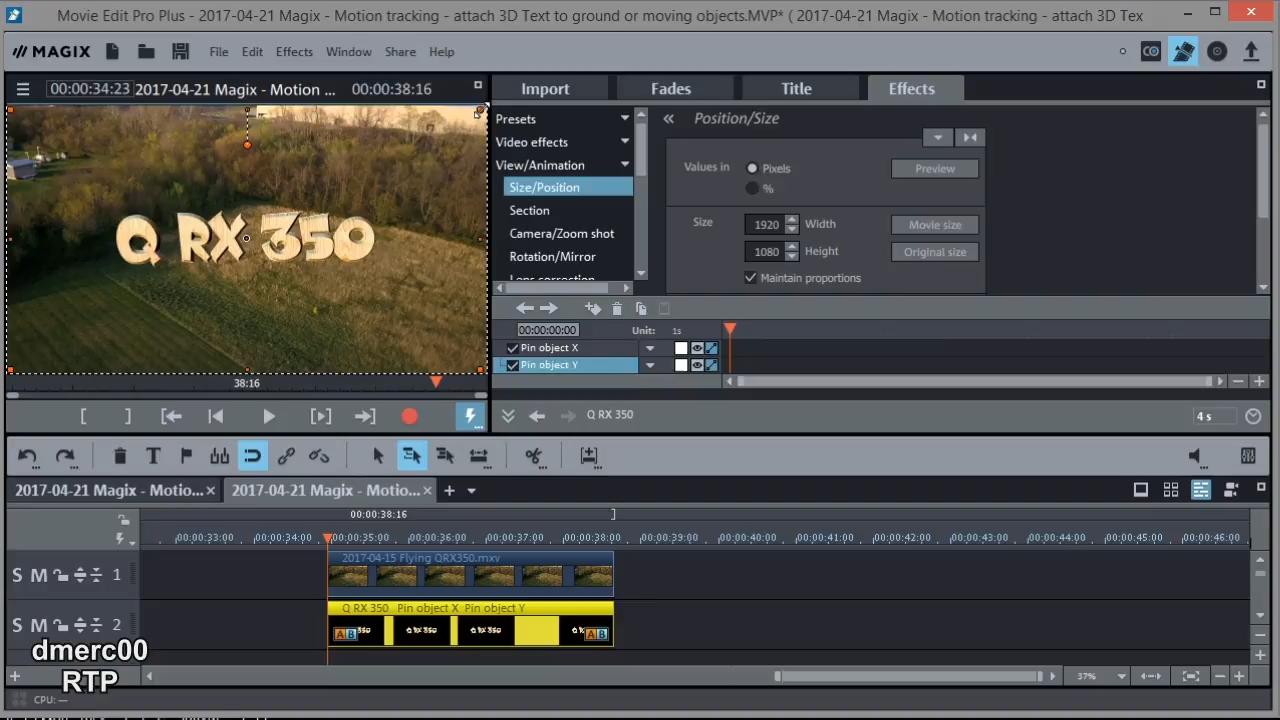 Movie Edit Pro Plus - 2017-04-21 Magix - Motion tracking - attach 3D Text to ground or moving objects.MVP* ( 2017-04-21 Magix - Motion tracking - attach 3D Tex
MAGIX File Edit Effects Window Share Help
00:00:34:23 2017-04-21 Magix - Motion ... 00:00:38:16
Import Fades Title Effects
Presets
Video effects
View/Animation
Size/Position
Section
Camera/Zoom shot
Rotation/Mirror
Lens correction
Position/Size
Values in Pixels Preview
%
Size 1920 Width Movie size
1080 Height Original size
Maintain proportions
Q RX 350
00:00:00:00 Unit: 1s
Pin object X
Pin object Y
38:16
Q RX 350 4 s
2017-04-21 Magix - Motio... × 2017-04-21 Magix - Motio... ×
00:00:38:16
00:00:33:00 00:00:34:00 00:00:35:00 00:00:36:00 00:00:37:00 00:00:38:00 00:00:39:00 00:00:40:00 00:00:41:00 00:00:42:00 00:00:43:00 00:00:44:00 00:00:45:00 00:00:46:00
2017-04-15 Flying QRX350.mxv
S M 1
Q RX 350 Pin object X Pin object Y
S M 2
dmerc00
RTP
37%
CPU: —